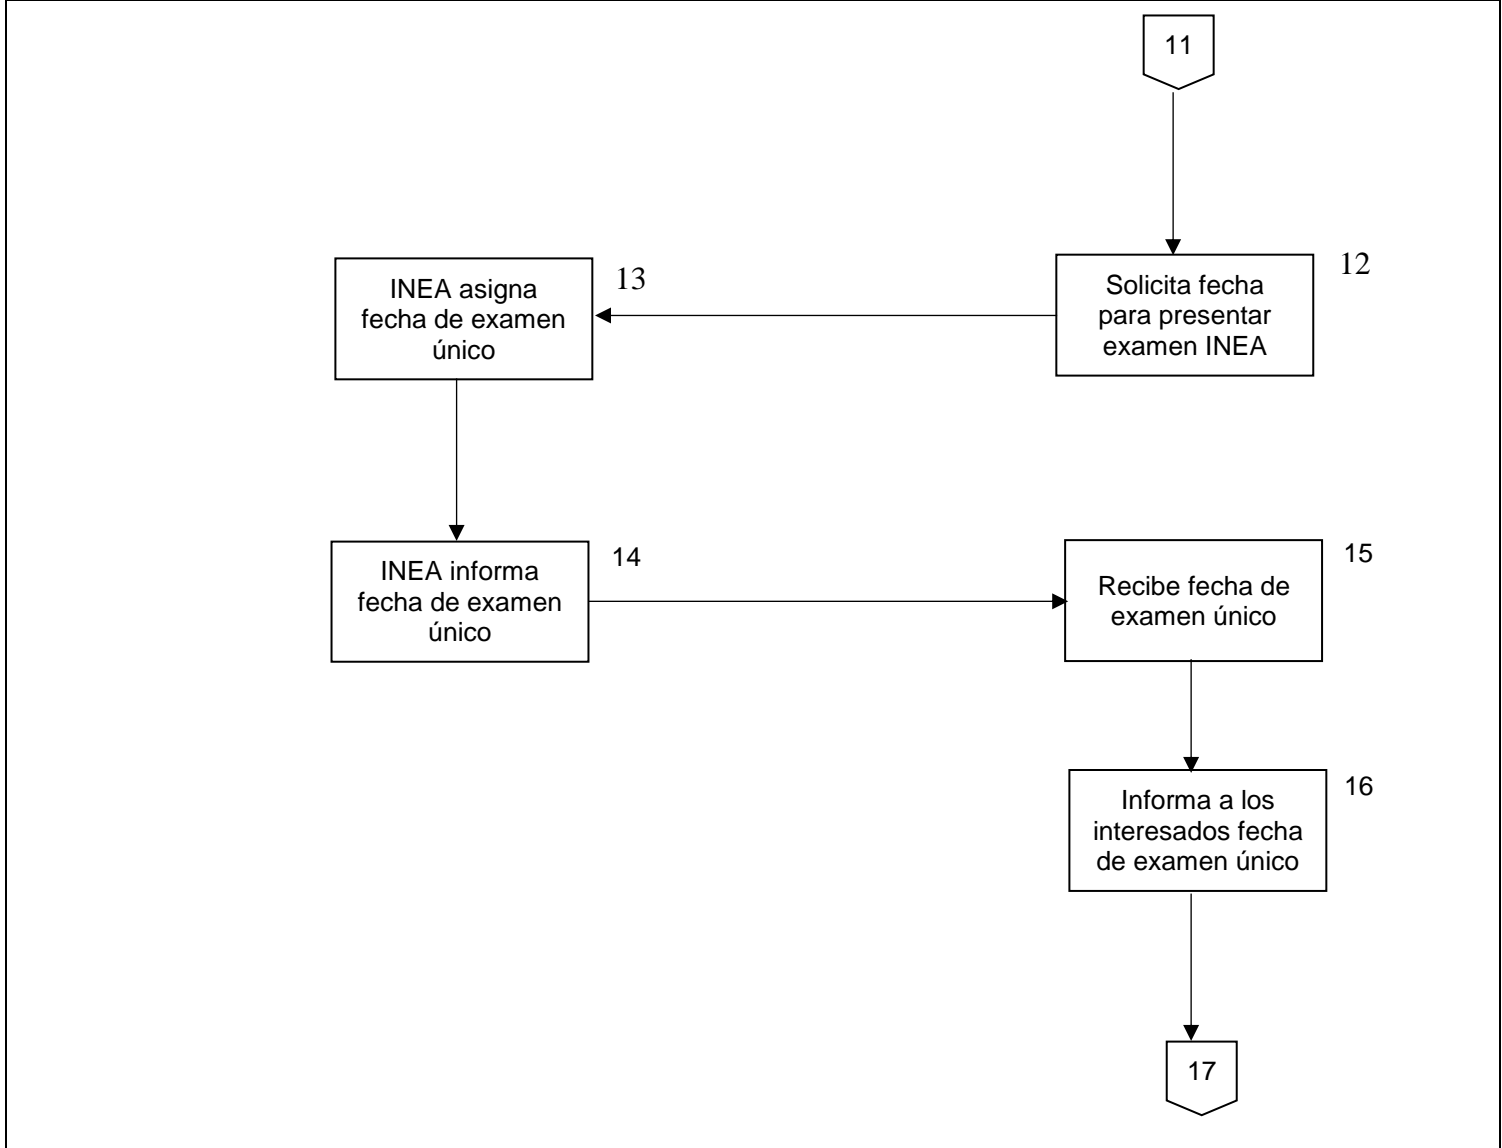 11
12
Solicita fecha
para presentar
examen INEA
13
INEA asigna
fecha de examen
único
14
INEA informa
fecha de examen
único
15
Recibe fecha de
examen único
16
Informa a los
interesados fecha
de examen único
17